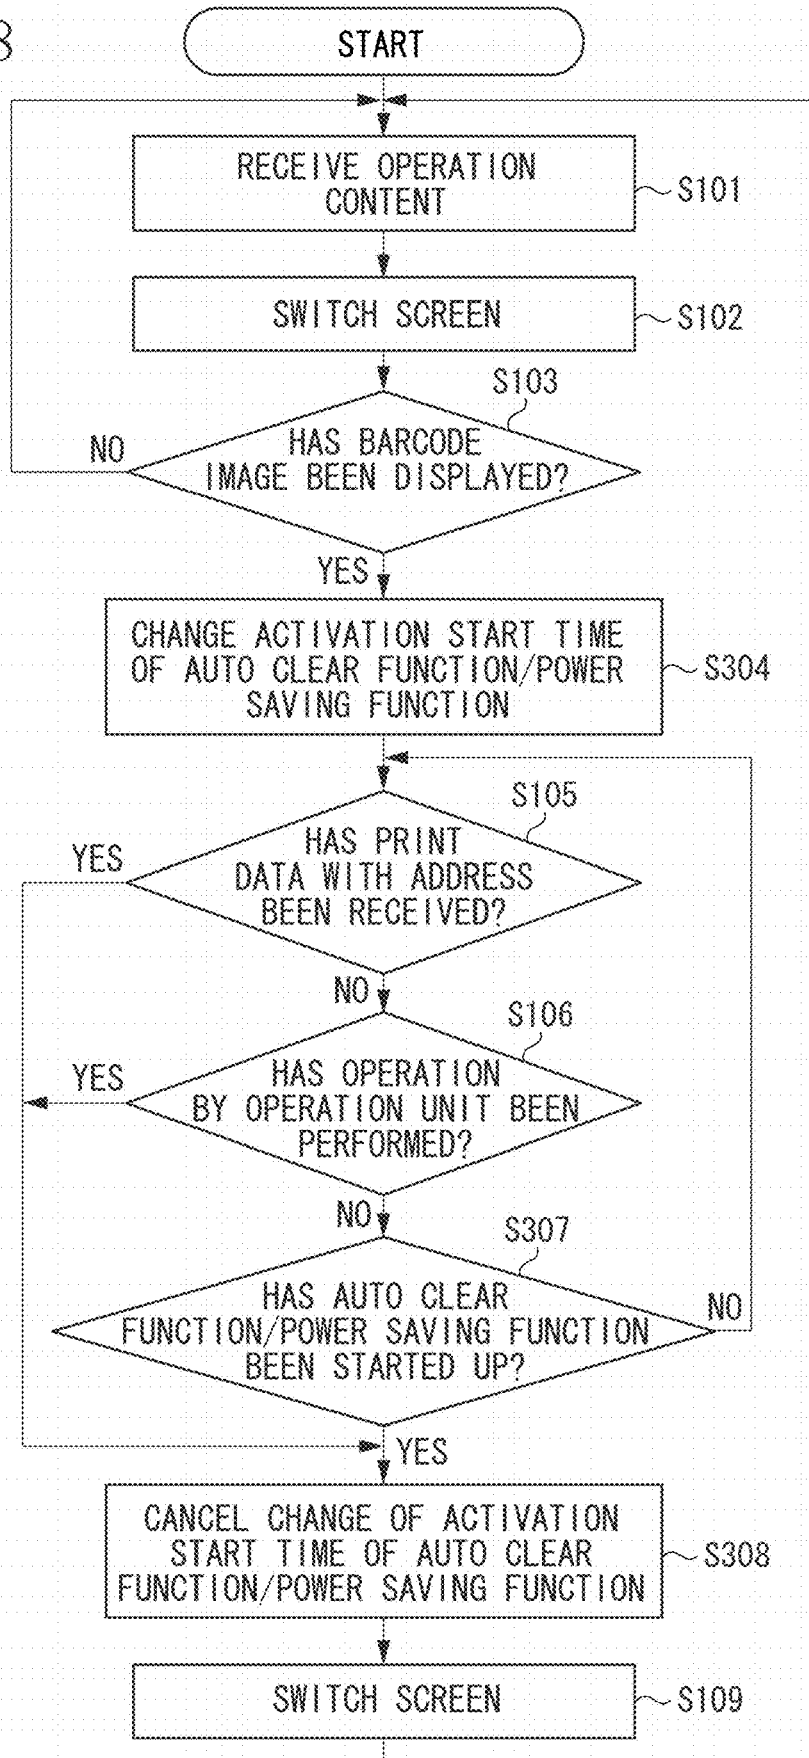 START
RECEIVE OPERATION
CONTENT
S101
SWITCH SCREEN
S102
S103
HAS BARCODE
IMAGE BEEN DISPLAYED?
NO
YES
CHANGE ACTIVATION START TIME
OF AUTO CLEAR FUNCTION/POWER
SAVING FUNCTION
S304
S105
HAS PRINT
DATA WITH ADDRESS
BEEN RECEIVED?
YES
NO
S106
HAS OPERATION
BY OPERATION UNIT BEEN
PERFORMED?
YES
NO
S307
HAS AUTO CLEAR
FUNCTION/POWER SAVING FUNCTION
BEEN STARTED UP?
NO
YES
CANCEL CHANGE OF ACTIVATION
START TIME OF AUTO CLEAR
FUNCTION/POWER SAVING FUNCTION
S308
SWITCH SCREEN
S109